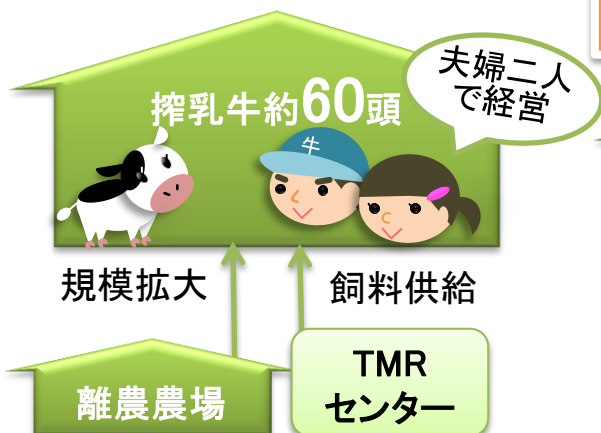 夫婦二人
で経営
搾乳牛約60頭
牛
規模拡大
飼料供給
離農農場
TMR
センター